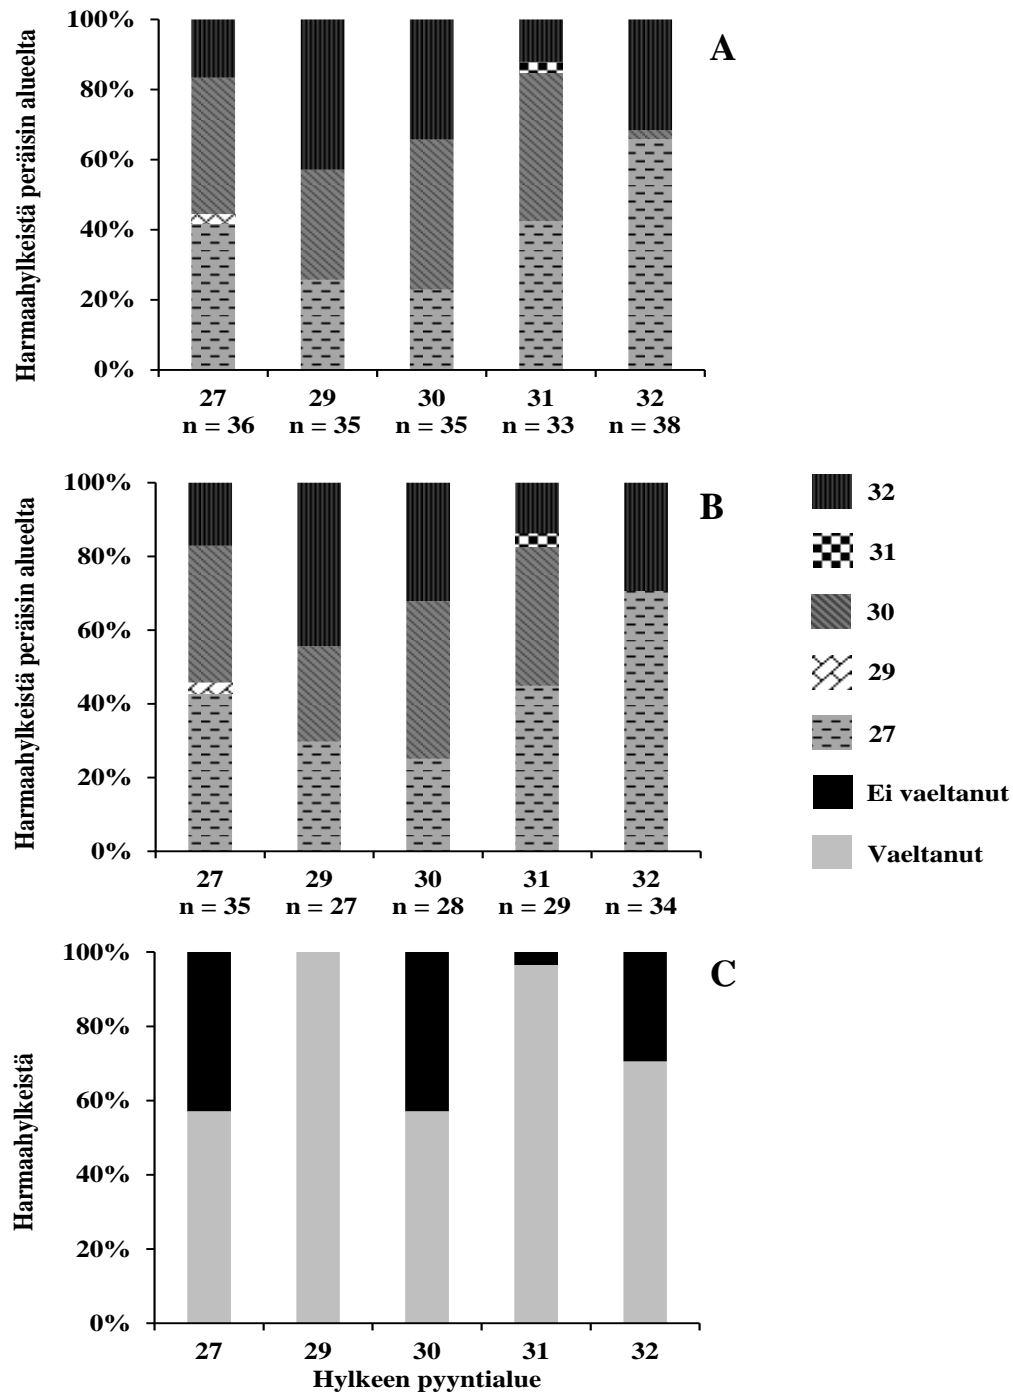 Harmaahylkeistä peräisin alueelta
100%
80%
60%
40%
20%
0%
A
27 29 30 31 32
n = 36 n = 35 n = 35 n = 33 n = 38
Harmaahylkeistä peräisin alueelta
100%
80%
60%
40%
20%
0%
B
27 29 30 31 32
n = 35 n = 27 n = 28 n = 29 n = 34
32
31
30
29
27
Ei vaeltanut
Vaeltanut
Harmaahylkeistä
100%
80%
60%
40%
20%
0%
C
27 29 30 31 32
Hylkeen pyyntialue